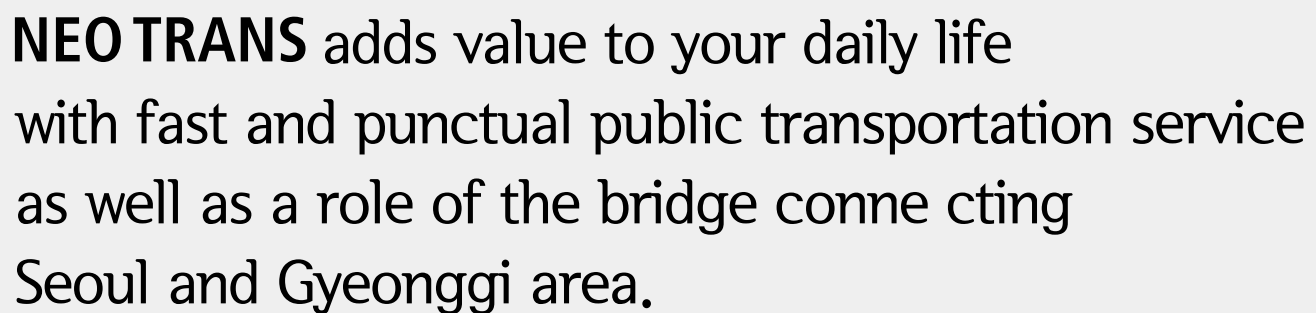 NEO TRANS adds value to your daily life
with fast and punctual public transportation service
as well as a role of the bridge conne cting
Seoul and Gyeonggi area.